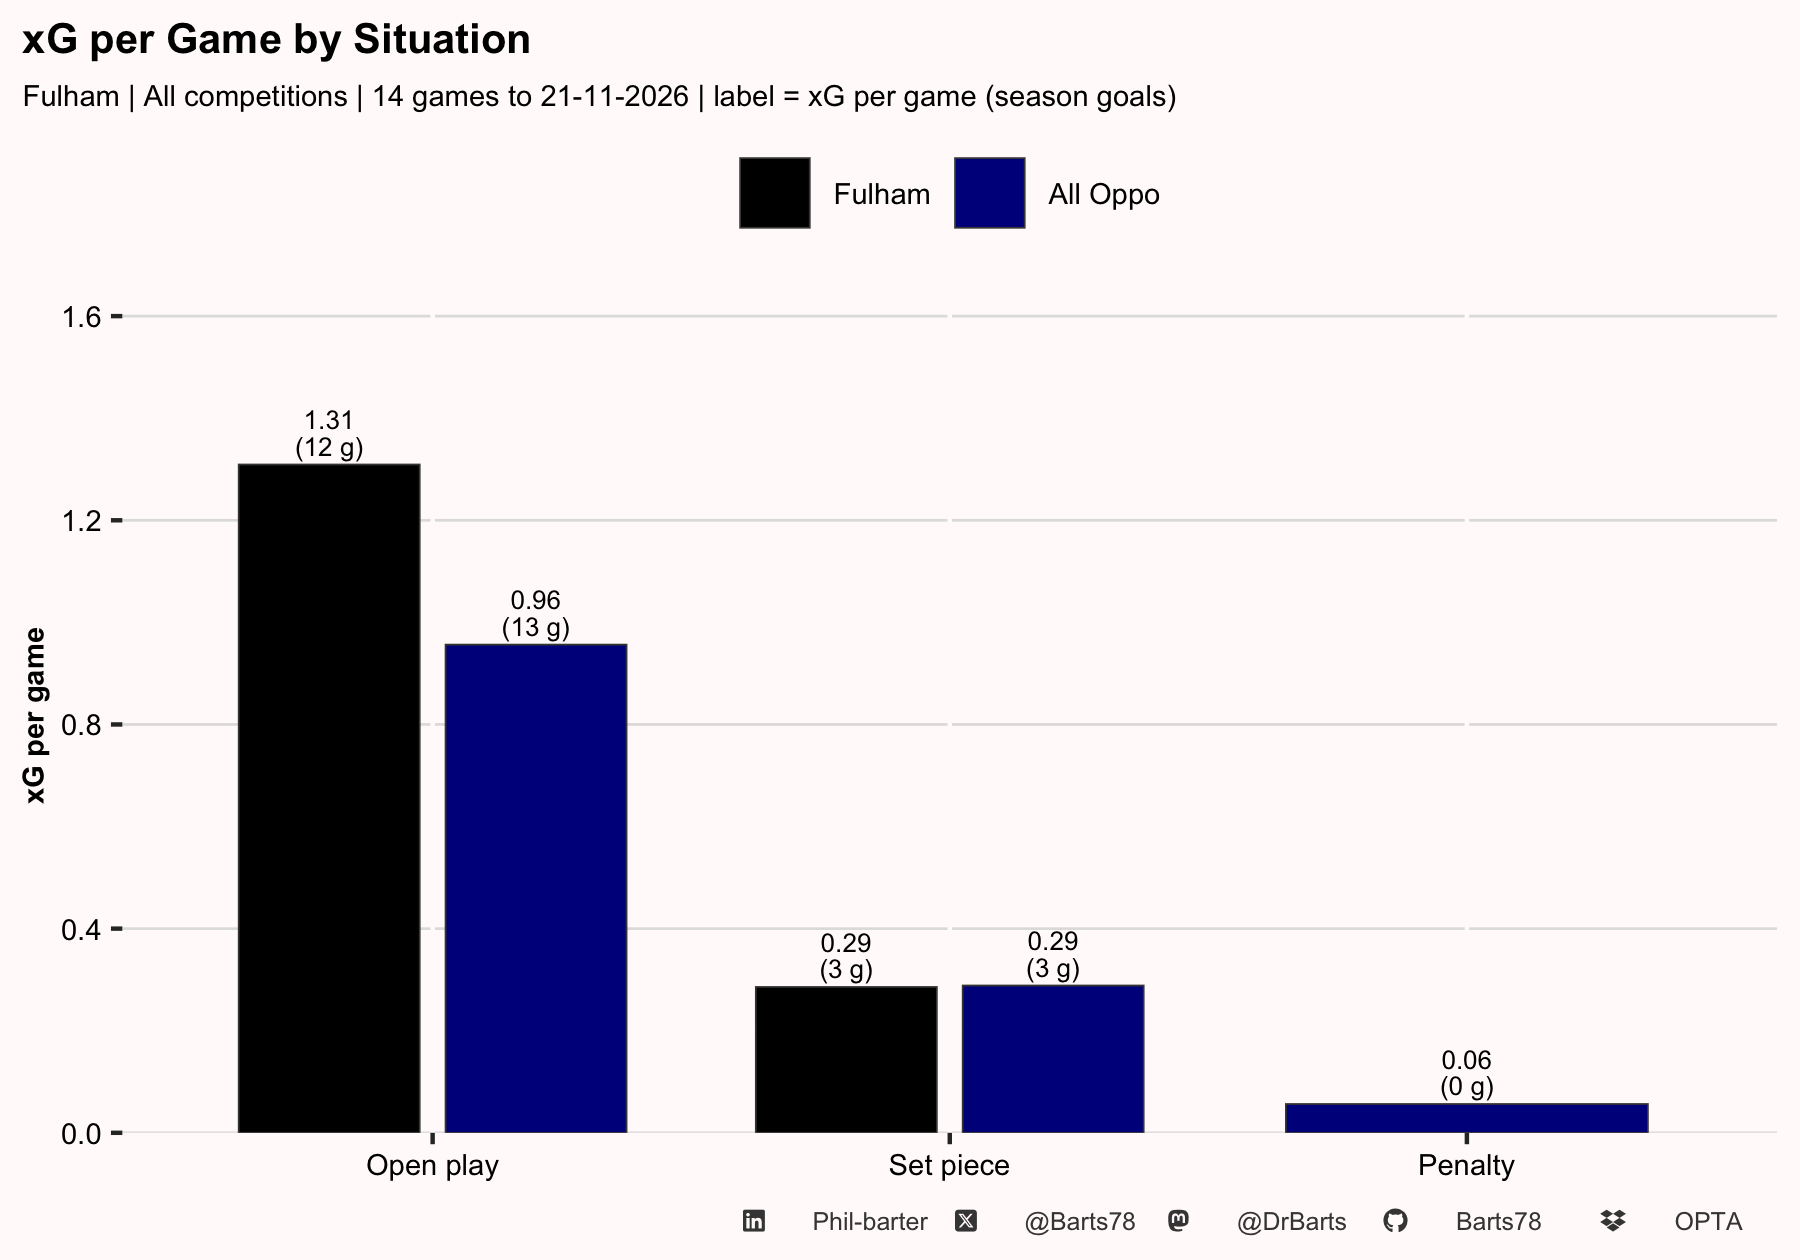 xG per Game by Situation
Fulham | All competitions | 14 games to 21-11-2026 | label = xG per game (season goals)
Fulham All Oppo
1.6
1.2
0.8
0.4
0.0
xG per game
1.31
(12 g)
0.96
(13 g)
0.29
(3 g)
0.29
(3 g)
0.06
(0 g)
Open play Set piece Penalty
Phil-barter @Barts78 @DrBarts Barts78 OPTA